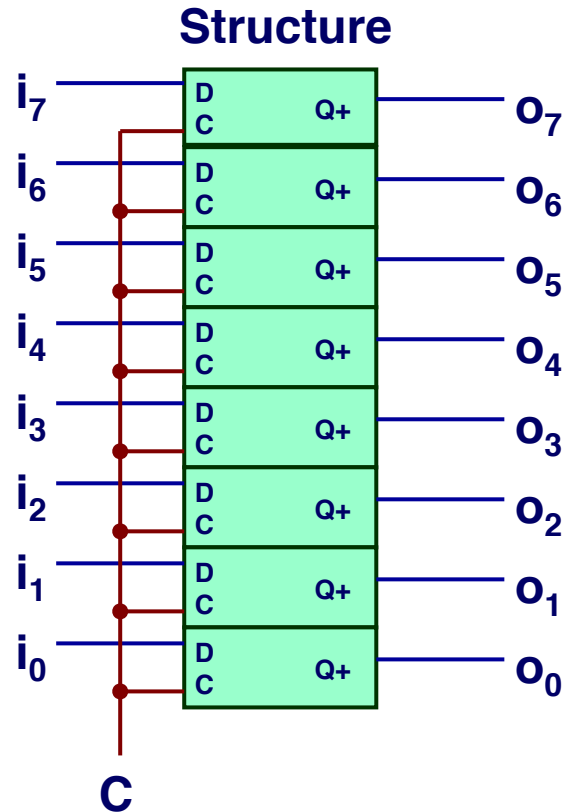 Structure
i7 D C Q+ o7
i6 D C Q+ o6
i5 D C Q+ o5
i4 D C Q+ o4
i3 D C Q+ o3
i2 D C Q+ o2
i1 D C Q+ o1
i0 D C Q+ o0
C